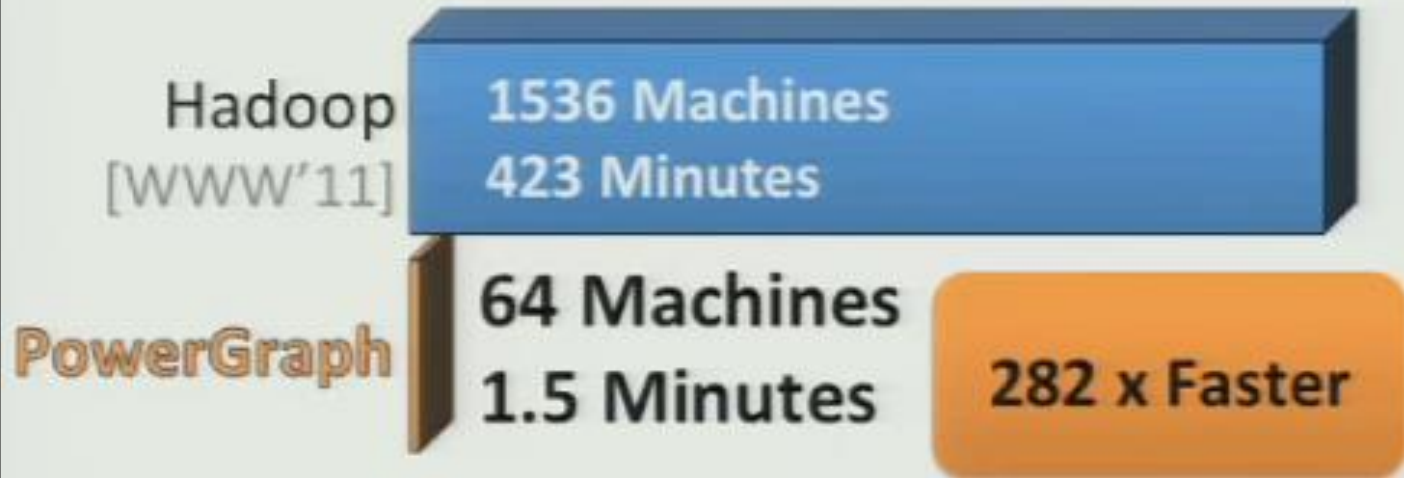 Hadoop
[WWW'11]
1536 Machines
423 Minutes
PowerGraph
64 Machines
1.5 Minutes
282 x Faster